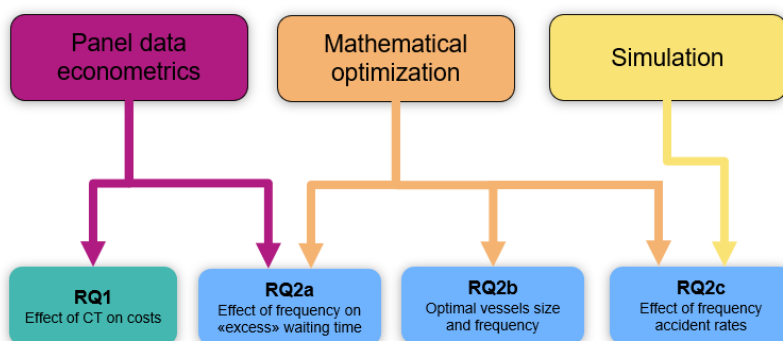 Panel data
econometrics
Mathematical
optimization
Simulation
RQ1
Effect of CT on costs
RQ2a
Effect of frequency on
«excess» waiting time
RQ2b
Optimal vessels size
and frequency
RQ2c
Effect of frequency
accident rates